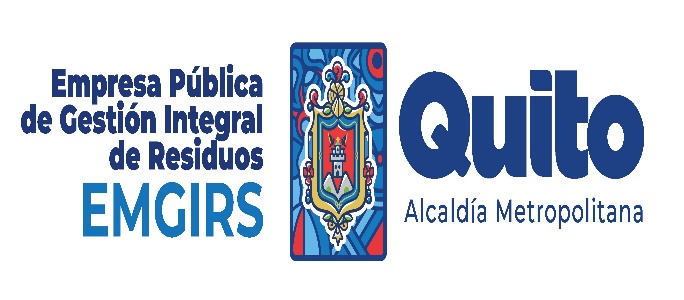 Empresa Pública
de Gestión Integral
de Residuos
EMGIRS
Quito
Alcaldía Metropolitana